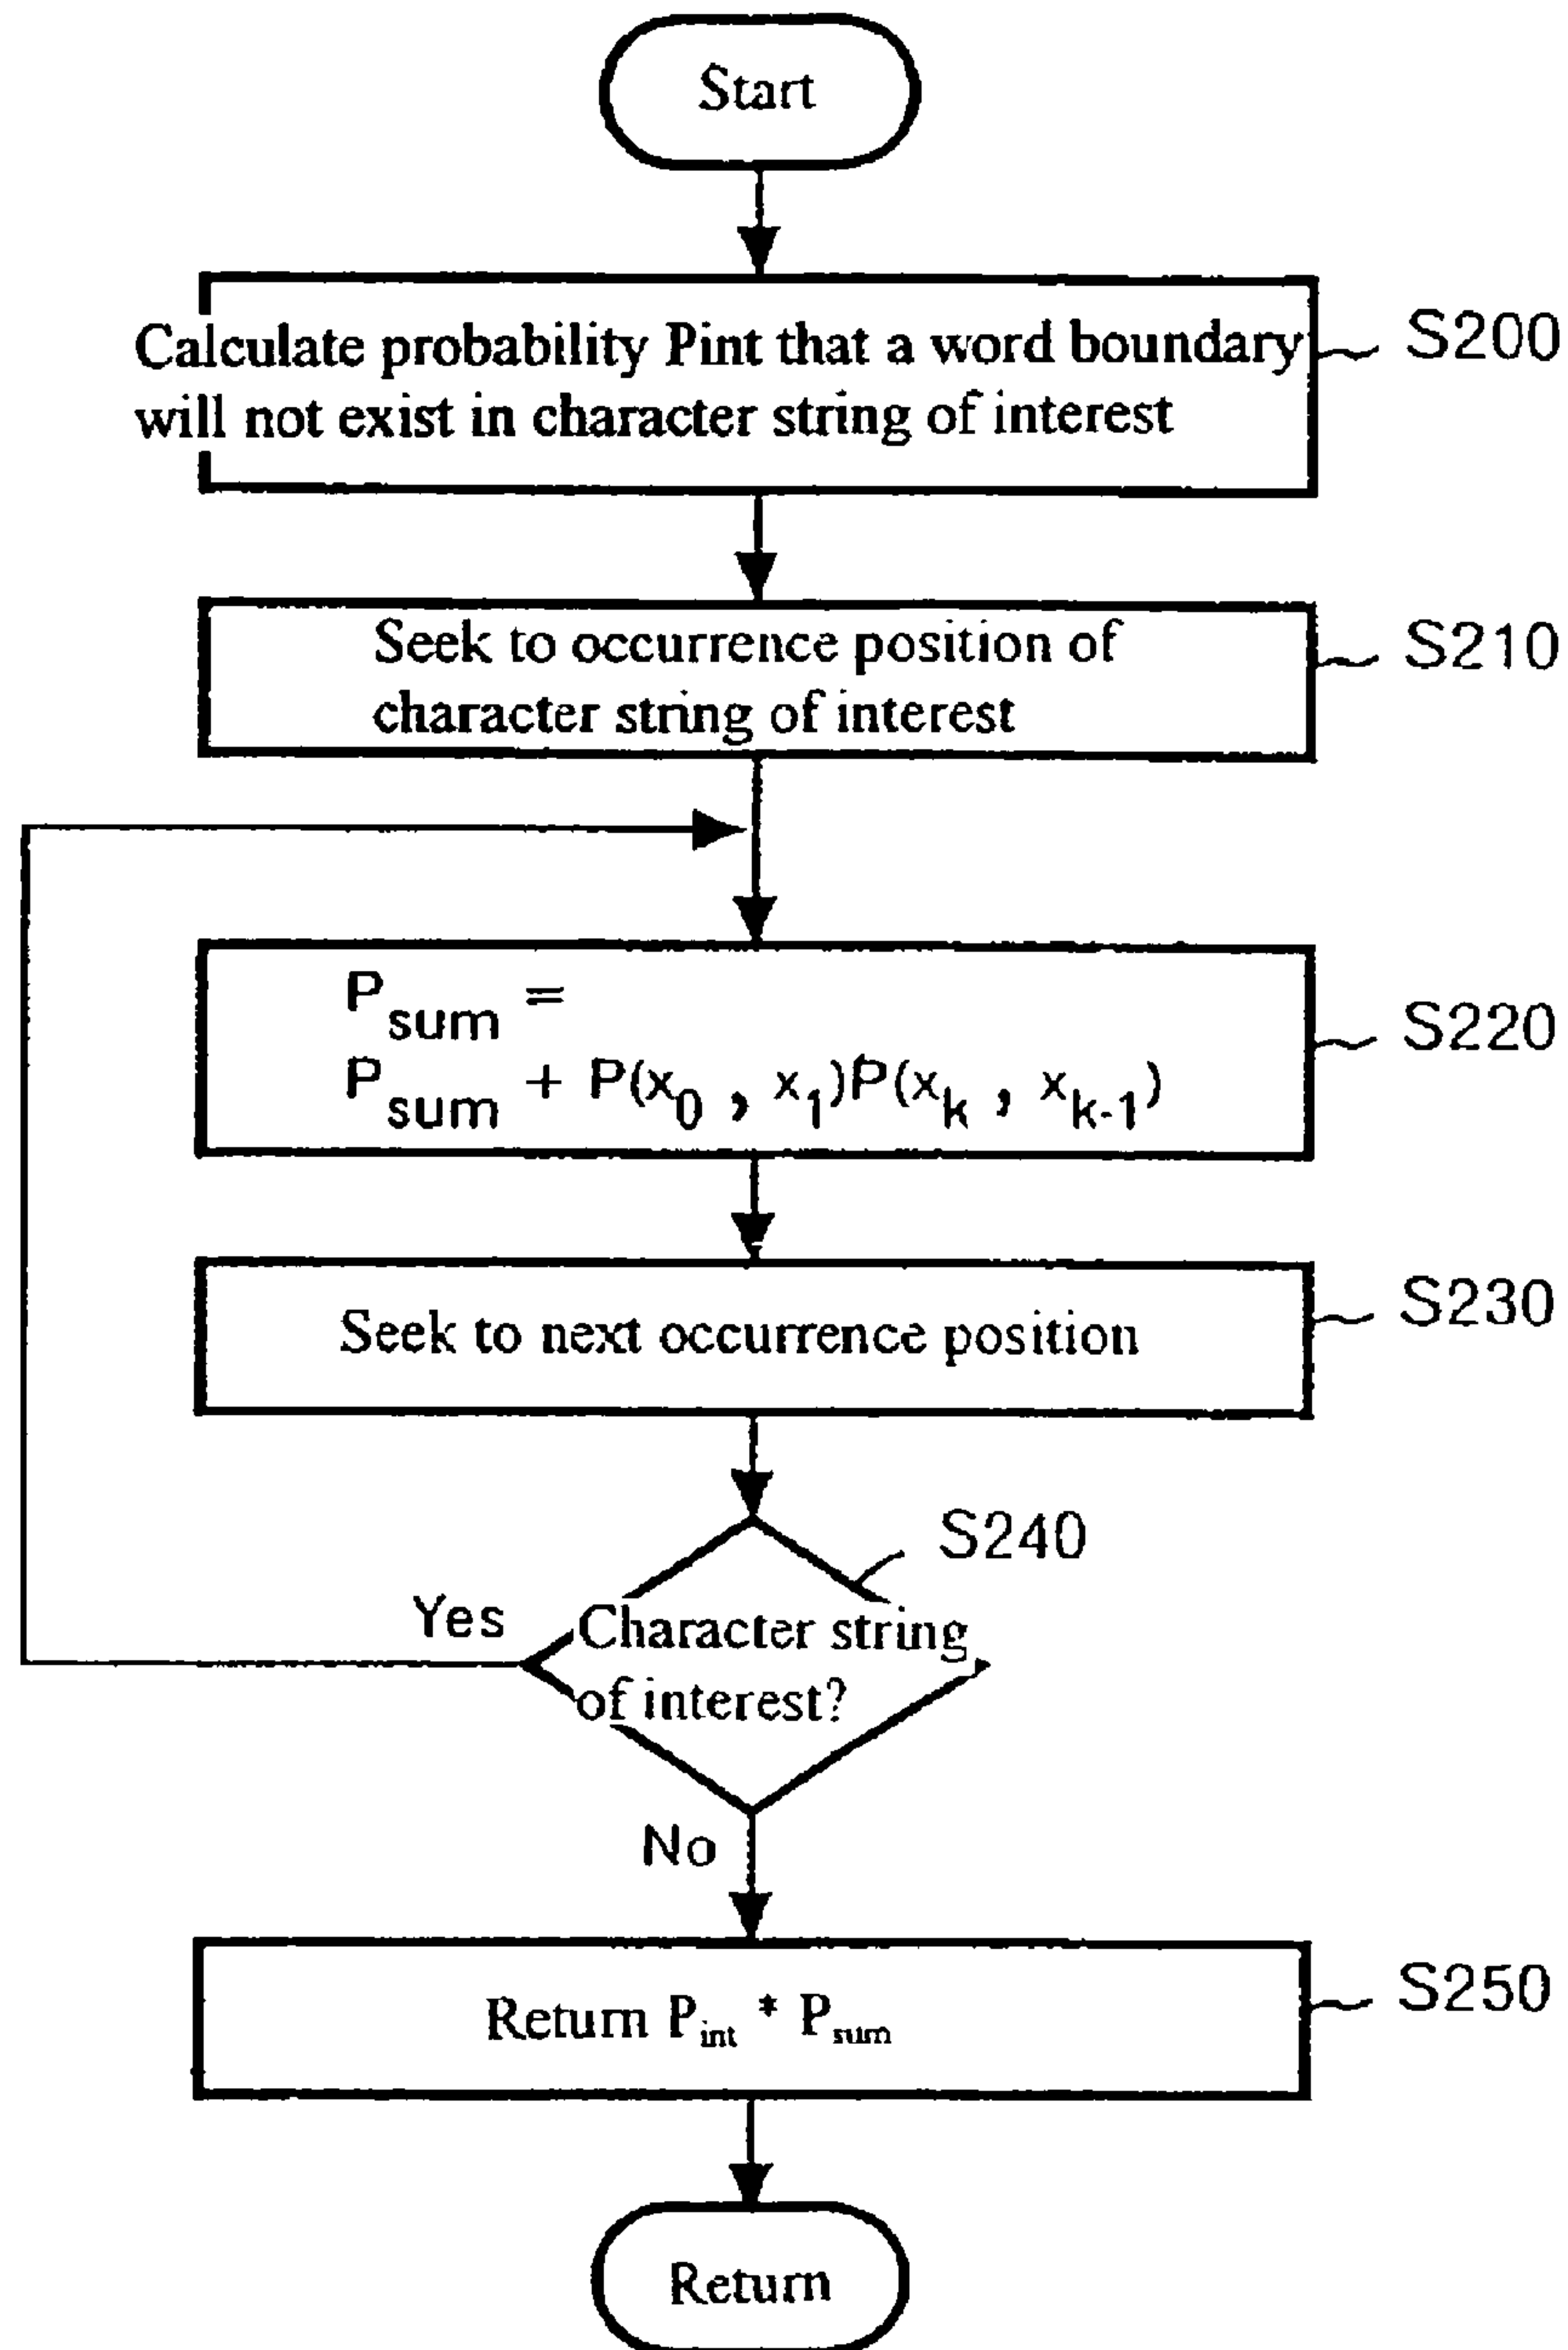 Start
Calculate probability Pint that a word boundary
will not exist in character string of interest
S200
Seek to occurrence position of
character string of interest
S210
P_sum =
P_sum + P(x_0 , x_1)P(x_k , x_k-1)
S220
Seek to next occurrence position
S230
S240
Yes
Character string
of interest?
No
Return P_int * P_sum
S250
Return